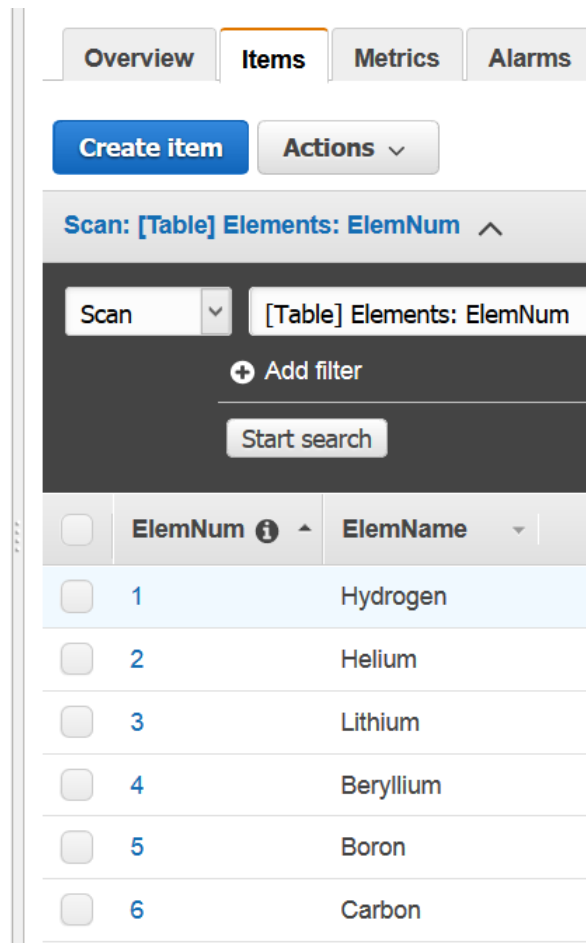 Overview Items Metrics Alarms
Create item Actions
Scan: [Table] Elements: ElemNum
Scan [Table] Elements: ElemNum
Add filter
Start search
ElemNum ElemName
1 Hydrogen
2 Helium
3 Lithium
4 Beryllium
5 Boron
6 Carbon